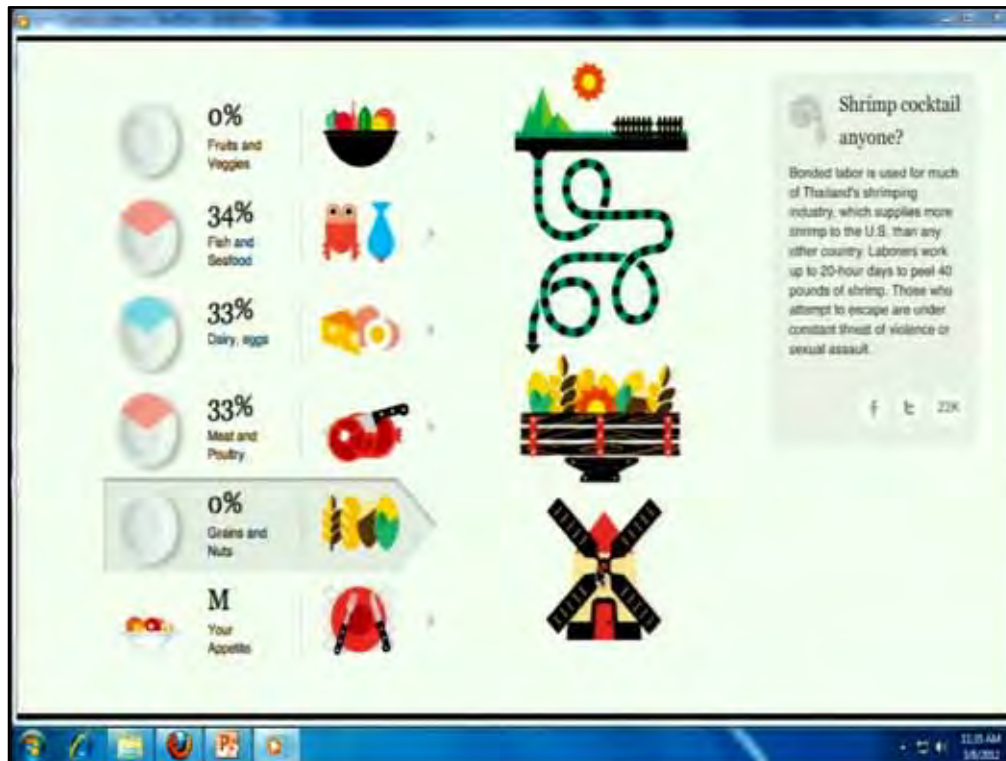 0%
Fruits and
Veggies
34%
Fish and
Seafood
33%
Dairy, eggs
33%
Meat and
Poultry
0%
Grains and
Nuts
M
Your
Appetite
Shrimp cocktail
anyone?
Bonded labor is used for much
of Thailand's shrimping
industry, which supplies more
shrimp to the U.S. than any
other country. Laborers work
up to 20-hour days to peel 40
pounds of shrimp. Those who
attempt to escape are under
constant threat of violence or
sexual assault.
22K
11:35 AM